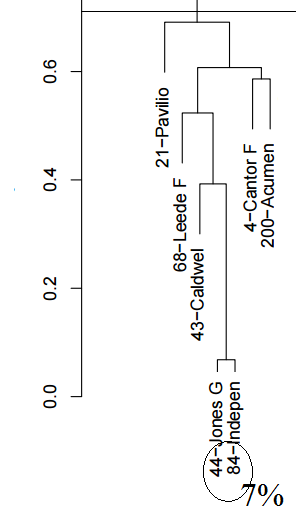 0.6
0.4
0.2
0.0
21−Pavilio
68−Leede F
43−Caldwel
44−Jones G
84−Indepen
4−Cantor F
200−Acumen
7%